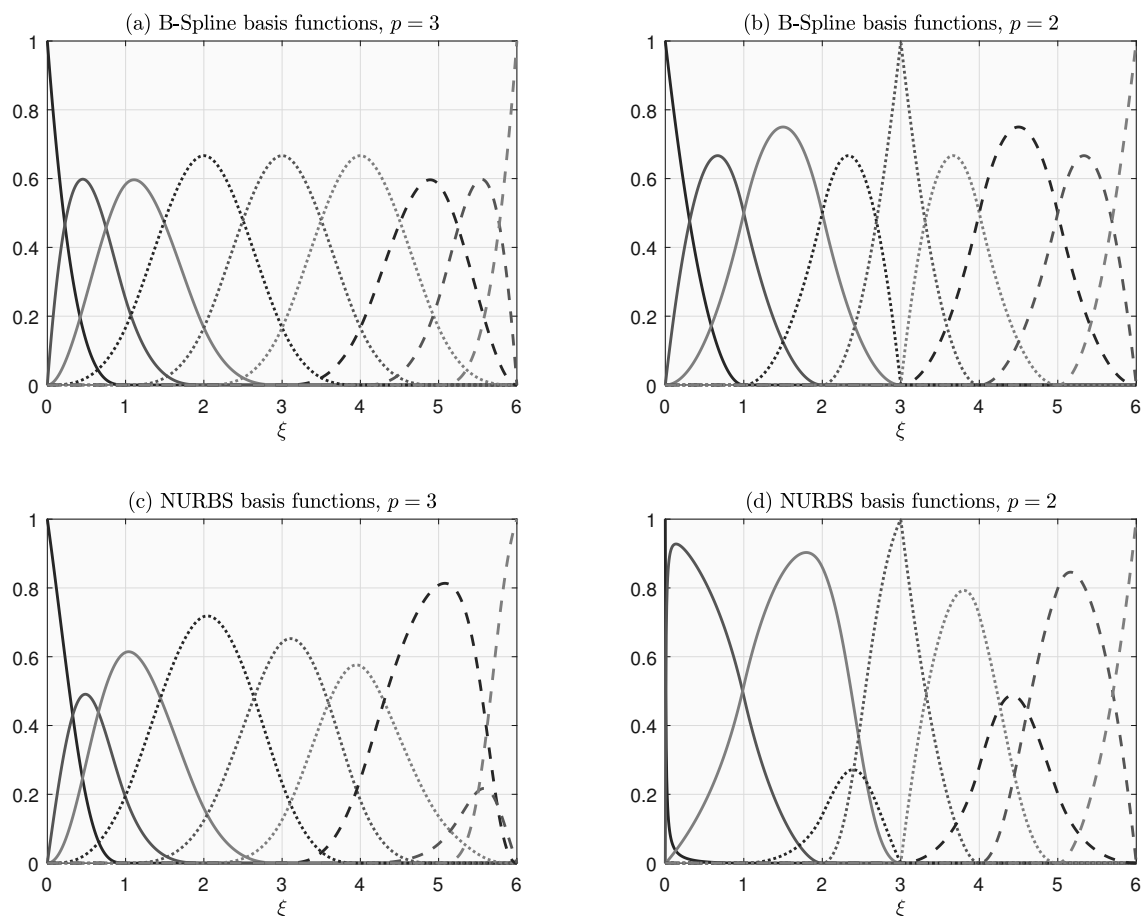 (a) B-Spline basis functions, p = 3
1
0.8
0.6
0.4
0.2
0
0 1 2 3 4 5 6
ξ
(b) B-Spline basis functions, p = 2
1
0.8
0.6
0.4
0.2
0
0 1 2 3 4 5 6
ξ
(c) NURBS basis functions, p = 3
1
0.8
0.6
0.4
0.2
0
0 1 2 3 4 5 6
ξ
(d) NURBS basis functions, p = 2
1
0.8
0.6
0.4
0.2
0
0 1 2 3 4 5 6
ξ